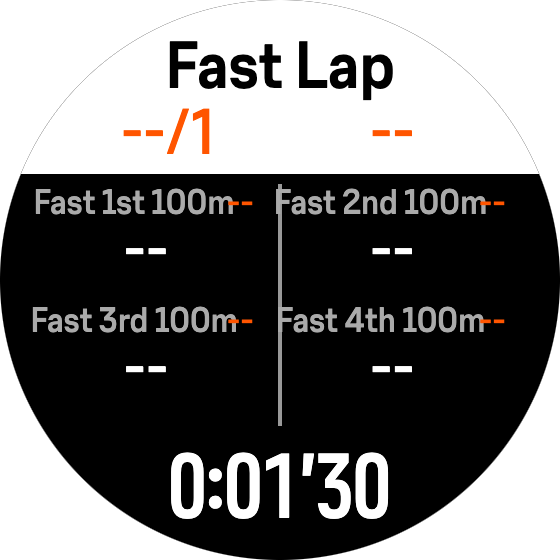 Fast Lap
--/1 --
Fast 1st 100m-- Fast 2nd 100m--
-- --
Fast 3rd 100m-- Fast 4th 100m--
-- --
0:01'30